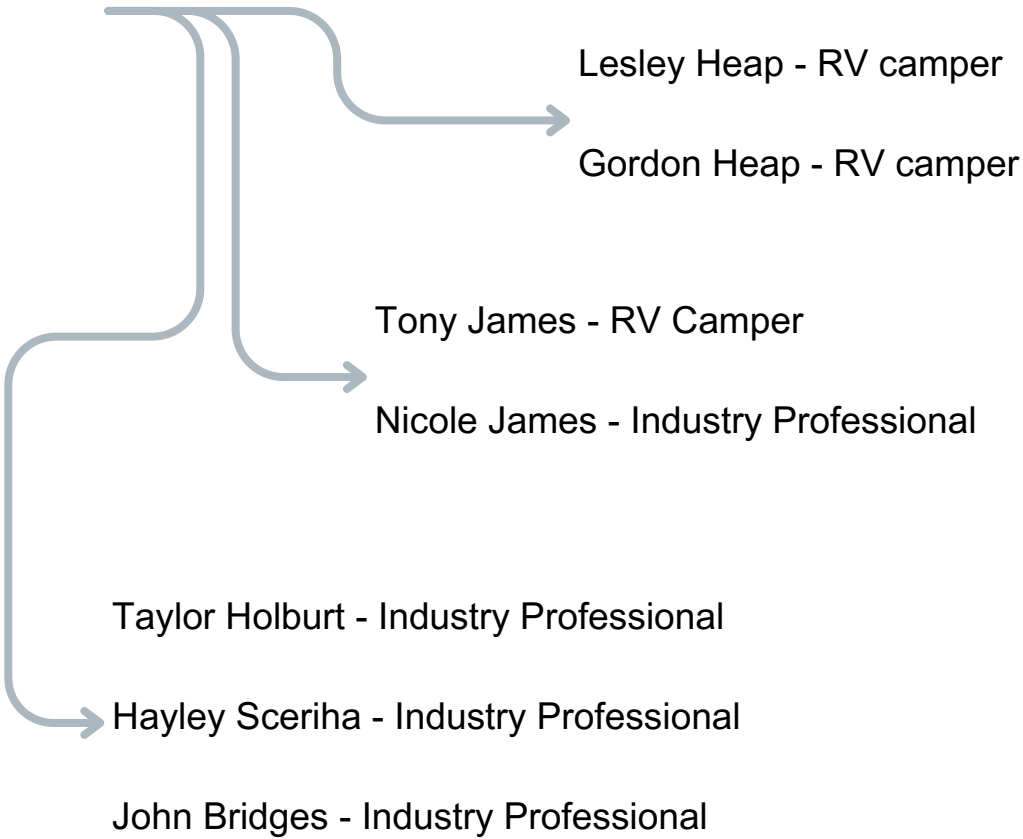 Lesley Heap - RV camper
Gordon Heap - RV camper
Tony James - RV Camper
Nicole James - Industry Professional
Taylor Holburt - Industry Professional
Hayley Sceriha - Industry Professional
John Bridges - Industry Professional